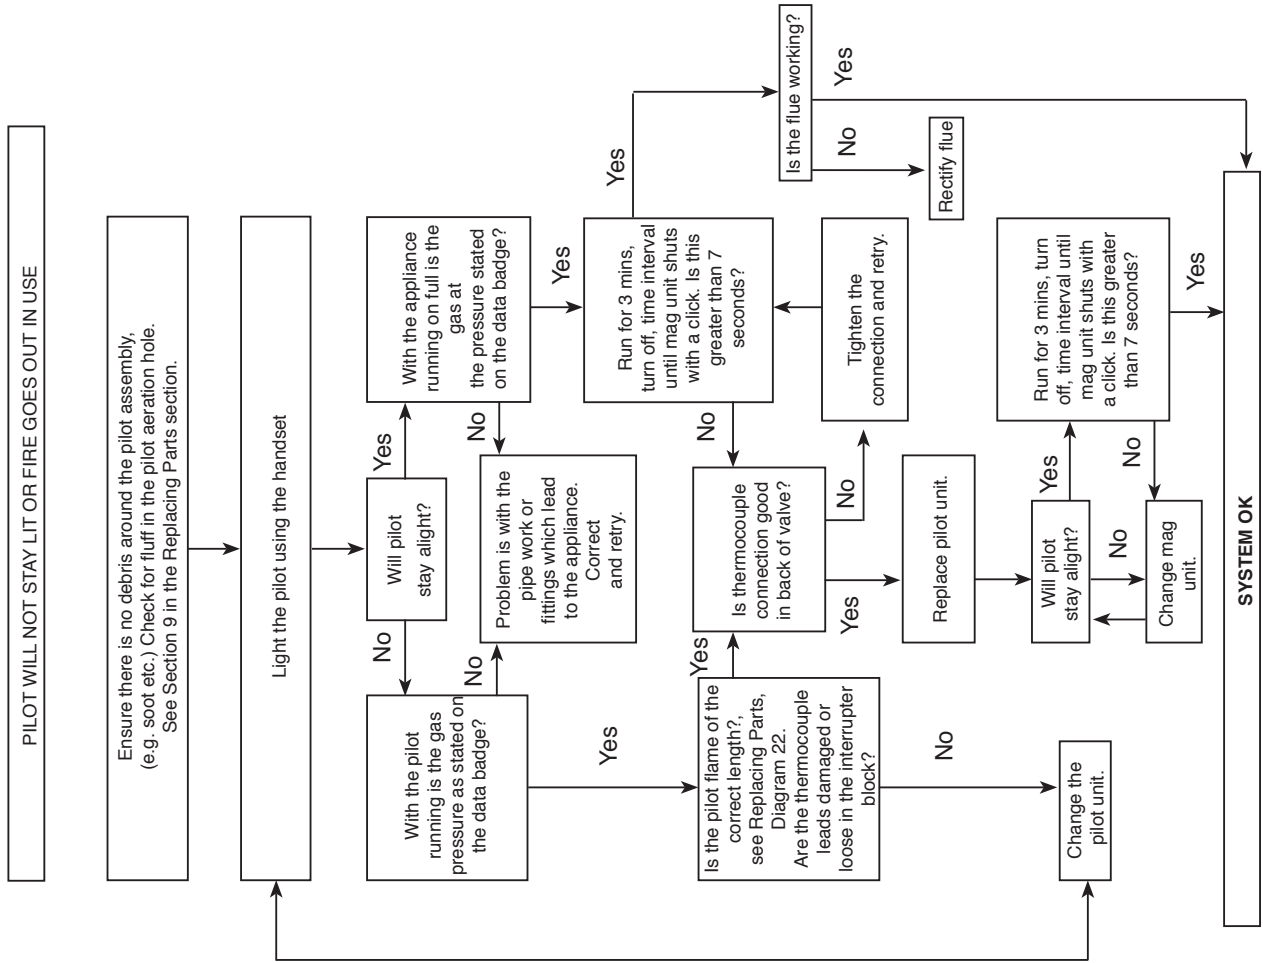 PILOT WILL NOT STAY LIT OR FIRE GOES OUT IN USE
Ensure there is no debris around the pilot assembly,
(e.g. soot etc.) Check for fluff in the pilot aeration hole.
See Section 9 in the Replacing Parts section.
Light the pilot using the handset
Will pilot
stay alight?
No
Yes
With the pilot
running is the gas
pressure as stated on
the data badge?
No
Yes
With the appliance
running on full is the
gas at
the pressure stated
on the data badge?
No
Yes
Problem is with the
pipe work or
fittings which lead
to the appliance.
Correct
and retry.
Run for 3 mins,
turn off, time interval
until mag unit shuts
with a click. Is this
greater than 7
seconds?
No
Yes
Is the flue working?
No
Yes
Rectify flue
Is the pilot flame of the
correct length?,
see Replacing Parts,
Diagram 22.
Are the thermocouple
leads damaged or
loose in the interrupter
block?
Yes
No
Is thermocouple
connection good
in back of valve?
Yes
No
Tighten the
connection and retry.
Replace pilot unit.
Will pilot
stay alight?
Yes
No
Run for 3 mins, turn
off, time interval until
mag unit shuts with
a click. Is this greater
than 7 seconds?
No
Yes
Change the
pilot unit.
Change mag
unit.
SYSTEM OK